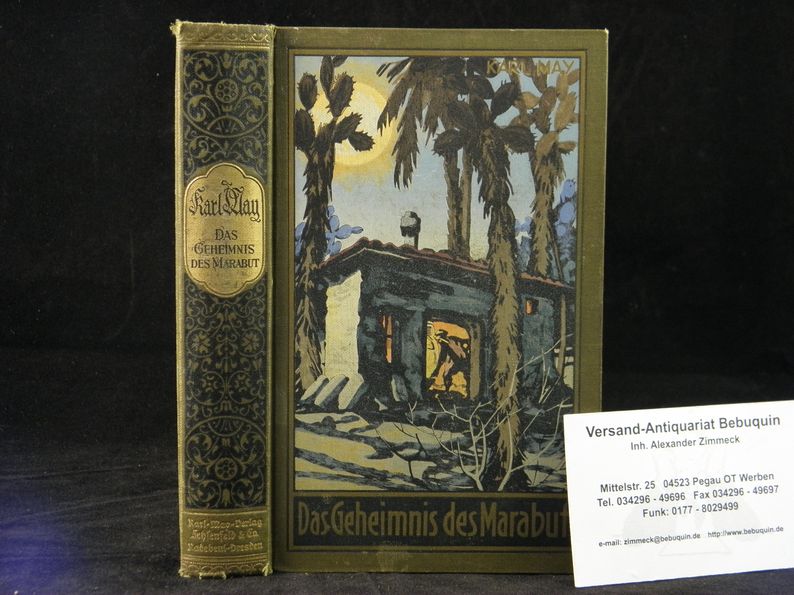 Karl May
DAS
GEHEIMNIS
DES MARABUT
Karl-May-Verlag
Fehsenfeld & Co.
Radebeul-Dresden
KARL MAY
Das Geheimnis des Marabut
Versand-Antiquariat Bebuquin
Inh. Alexander Zimmeck
Mittelstr. 25 04523 Pegau OT Werben
Tel. 034296 - 49696 Fax 034296 - 49697
Funk: 0177 - 8029499
e-mail: zimmeck@bebuquin.de http://www.bebuquin.de